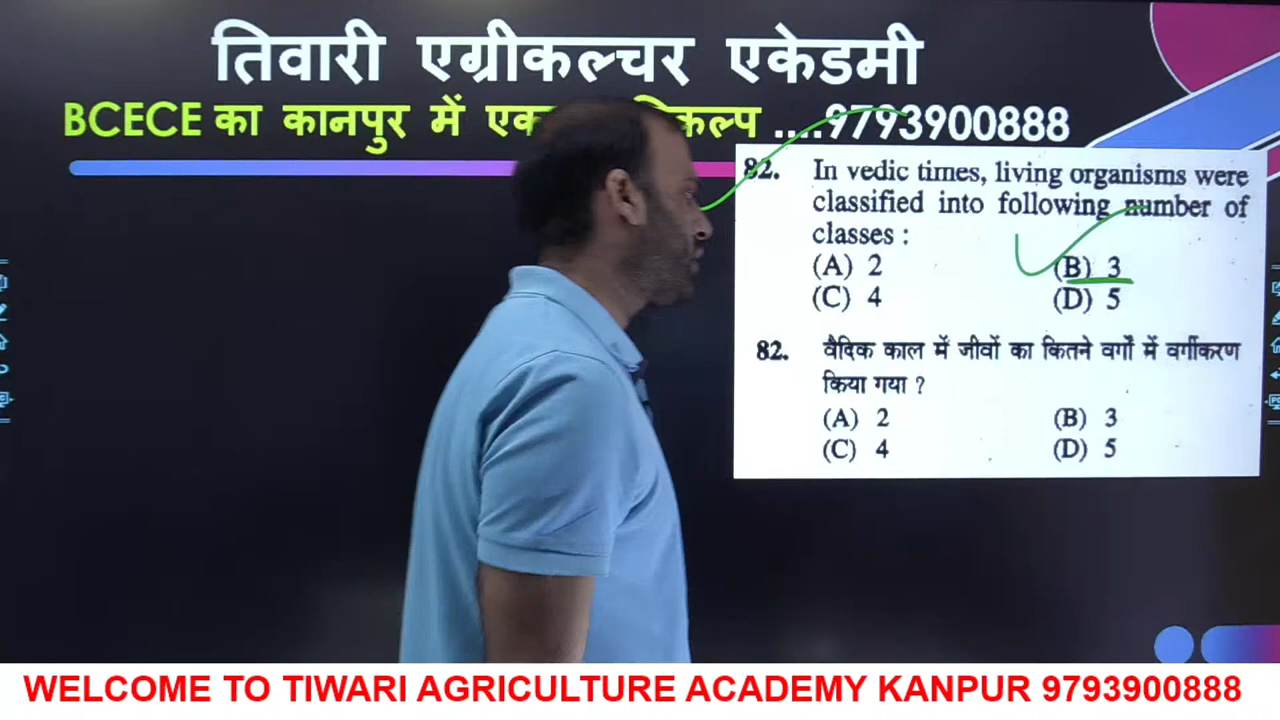 तिवारी एग्रीकल्चर एकेडमी
BCECE का कानपुर में ....9793900888
82. In vedic times, living organisms were
classified into following number of
classes :
(A) 2 (B) 3
(C) 4 (D) 5
82. वैदिक काल में जीवों का कितने वर्गों में वर्गीकरण
किया गया ?
(A) 2 (B) 3
(C) 4 (D) 5
WELCOME TO TIWARI AGRICULTURE ACADEMY KANPUR 9793900888